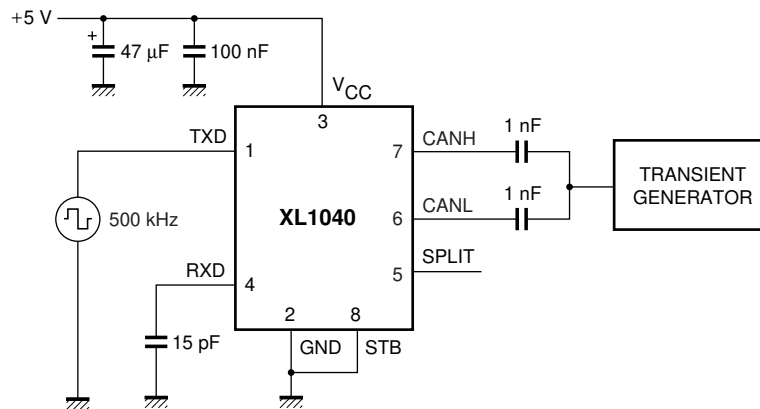 +5 V
+
47 μF
100 nF
VCC
3
TXD
1
7
CANH
1 nF
TRANSIENT
GENERATOR
500 kHz
XL1040
6
CANL
1 nF
RXD
4
5
SPLIT
15 pF
2
8
GND
STB